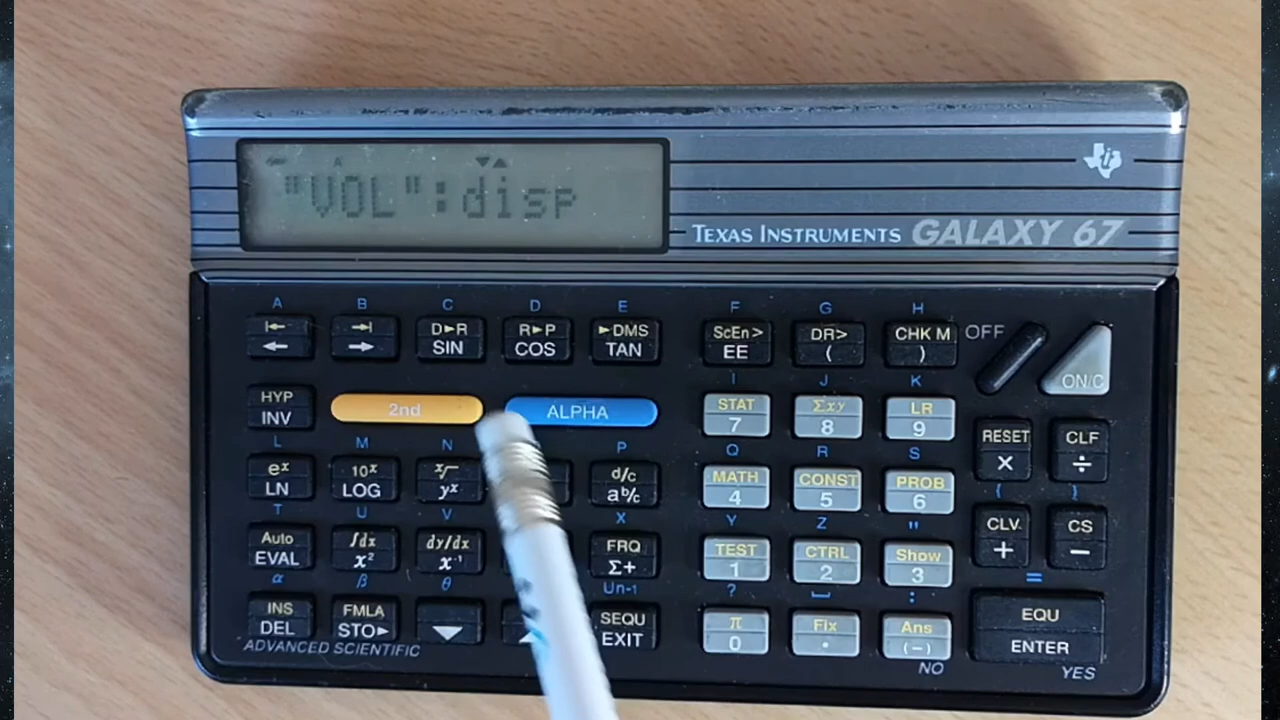 A
"VOL":disp
TEXAS INSTRUMENTS GALAXY 67
A B C D E F G H
D▸R R▸P ▸DMS ScEn > DR> CHK M OFF
← → SIN COS TAN EE ( ) ON/C
I J K
HYP 2nd ALPHA STAT Σxy LR RESET CLF
INV 7 8 9 × ÷
L M N P Q R S { }
eˣ 10ˣ ˣ√ d/c MATH CONST PROB CLV CS
LN LOG yˣ ab/c 4 5 6 + −
T U V X Y Z " =
Auto ∫dx dy/dx FRQ TEST CTRL Show
EVAL x² x⁻¹ Σ+ 1 2 3
α β θ Un-1 ? ⎵ :
INS FMLA SEQU π Fix Ans EQU
DEL STO▸ ▼ EXIT 0 . (−) ENTER
ADVANCED SCIENTIFIC NO YES